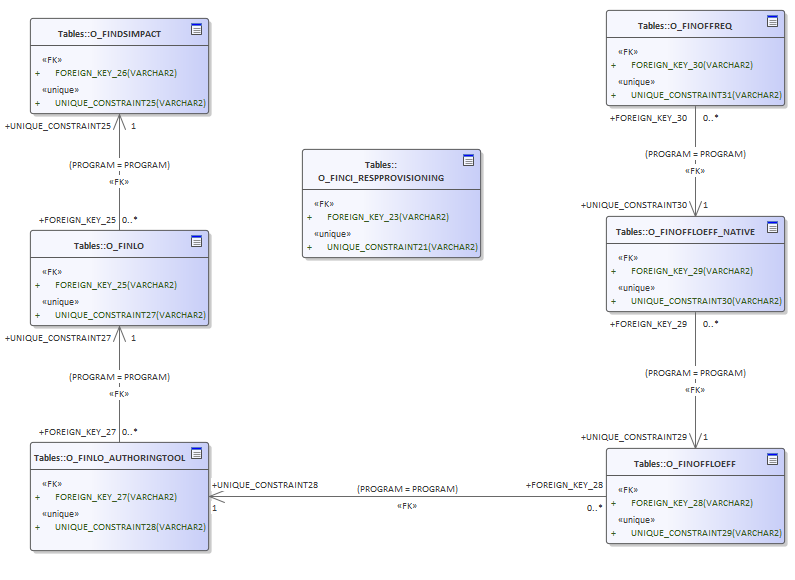 Tables::O_FINDSIMPACT
«FK»
+ FOREIGN_KEY_26(VARCHAR2)
«unique»
+ UNIQUE_CONSTRAINT25(VARCHAR2)
+UNIQUE_CONSTRAINT25 1
(PROGRAM = PROGRAM)
«FK»
+FOREIGN_KEY_25 0..*
Tables::O_FINLO
«FK»
+ FOREIGN_KEY_25(VARCHAR2)
«unique»
+ UNIQUE_CONSTRAINT27(VARCHAR2)
+UNIQUE_CONSTRAINT27 1
(PROGRAM = PROGRAM)
«FK»
+FOREIGN_KEY_27 0..*
Tables::O_FINLO_AUTHORINGTOOL
«FK»
+ FOREIGN_KEY_27(VARCHAR2)
«unique»
+ UNIQUE_CONSTRAINT28(VARCHAR2)
Tables::
O_FINCI_RESPPROVISIONING
«FK»
+ FOREIGN_KEY_23(VARCHAR2)
«unique»
+ UNIQUE_CONSTRAINT21(VARCHAR2)
+UNIQUE_CONSTRAINT28 (PROGRAM = PROGRAM) +FOREIGN_KEY_28
1 «FK» 0..*
Tables::O_FINOFFREQ
«FK»
+ FOREIGN_KEY_30(VARCHAR2)
«unique»
+ UNIQUE_CONSTRAINT31(VARCHAR2)
+FOREIGN_KEY_30 0..*
(PROGRAM = PROGRAM)
«FK»
+UNIQUE_CONSTRAINT30 1
Tables::O_FINOFFLOEFF_NATIVE
«FK»
+ FOREIGN_KEY_29(VARCHAR2)
«unique»
+ UNIQUE_CONSTRAINT30(VARCHAR2)
+FOREIGN_KEY_29 0..*
(PROGRAM = PROGRAM)
«FK»
+UNIQUE_CONSTRAINT29 1
Tables::O_FINOFFLOEFF
«FK»
+ FOREIGN_KEY_28(VARCHAR2)
«unique»
+ UNIQUE_CONSTRAINT29(VARCHAR2)